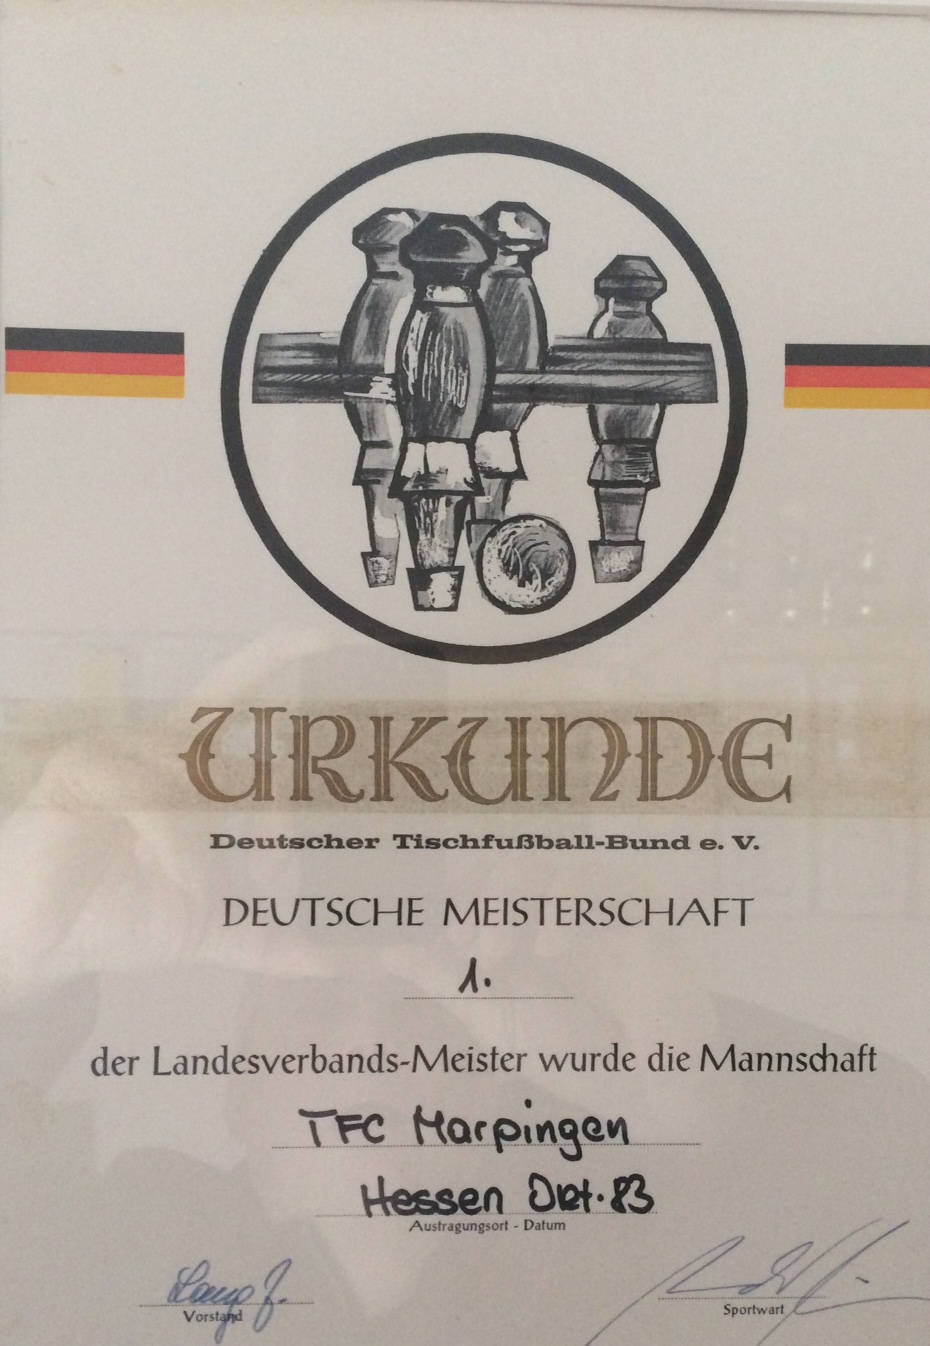 URKUNDE
Deutscher Tischfußball-Bund e. V.
DEUTSCHE MEISTERSCHAFT
1.
der Landesverbands-Meister wurde die Mannschaft
TFC Marpingen
Hessen Okt. 83
Austragungsort - Datum
Vorstand
Sportwart